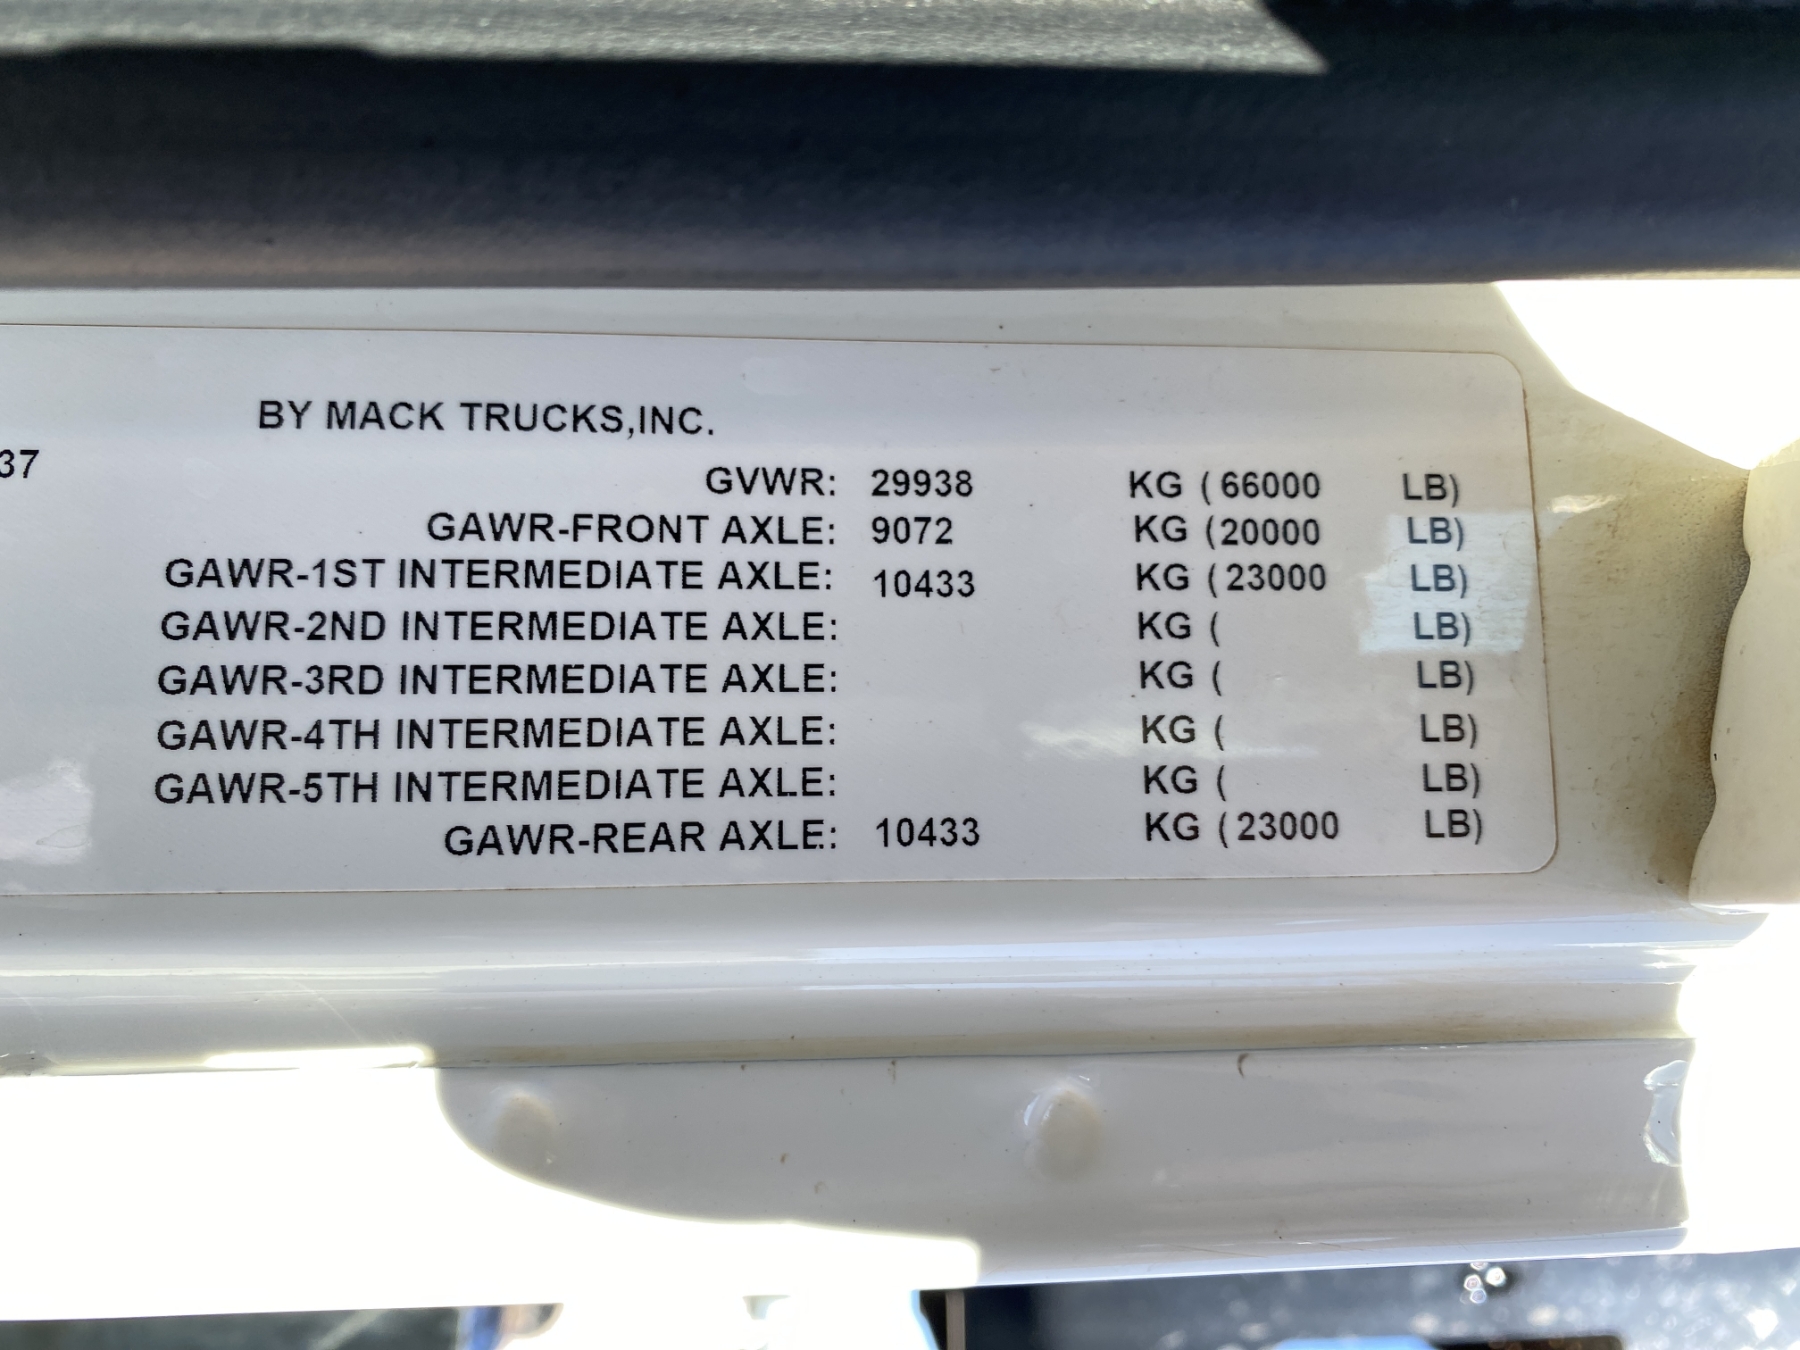 BY MACK TRUCKS,INC.
37
GVWR: 29938 KG (66000 LB)
GAWR-FRONT AXLE: 9072 KG (20000 LB)
GAWR-1ST INTERMEDIATE AXLE: 10433 KG (23000 LB)
GAWR-2ND INTERMEDIATE AXLE: KG ( LB)
GAWR-3RD INTERMEDIATE AXLE: KG ( LB)
GAWR-4TH INTERMEDIATE AXLE: KG ( LB)
GAWR-5TH INTERMEDIATE AXLE: KG ( LB)
GAWR-REAR AXLE: 10433 KG (23000 LB)